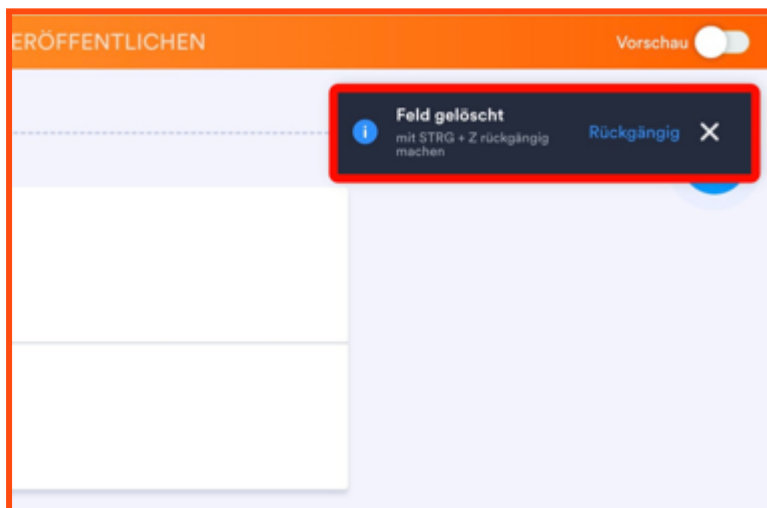 ERÖFFENTLICHEN
Vorschau
Feld gelöscht
mit STRG + Z rückgängig
machen
Rückgängig